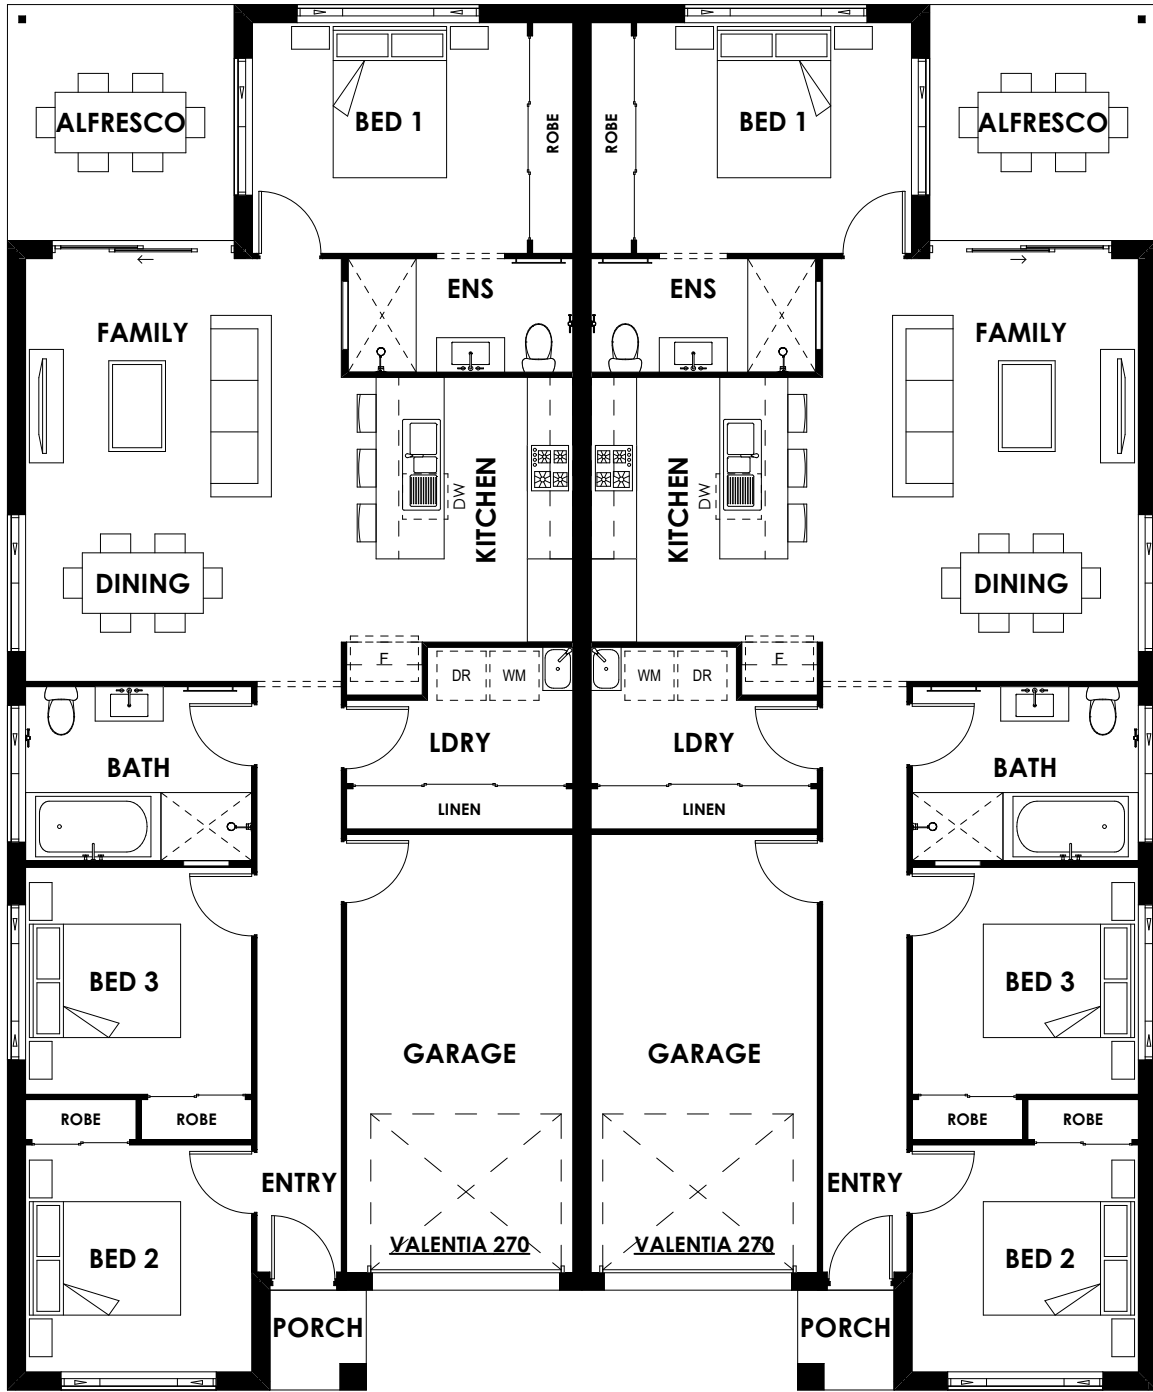 ALFRESCO
BED 1
ROBE
ROBE
BED 1
ALFRESCO
ENS
ENS
FAMILY
FAMILY
KITCHEN
DW
DW
KITCHEN
DINING
DINING
F
DR
WM
WM
DR
F
LDRY
LDRY
BATH
BATH
LINEN
LINEN
BED 3
BED 3
GARAGE
GARAGE
ROBE
ROBE
ROBE
ROBE
ENTRY
ENTRY
VALENTIA 270
VALENTIA 270
BED 2
BED 2
PORCH
PORCH